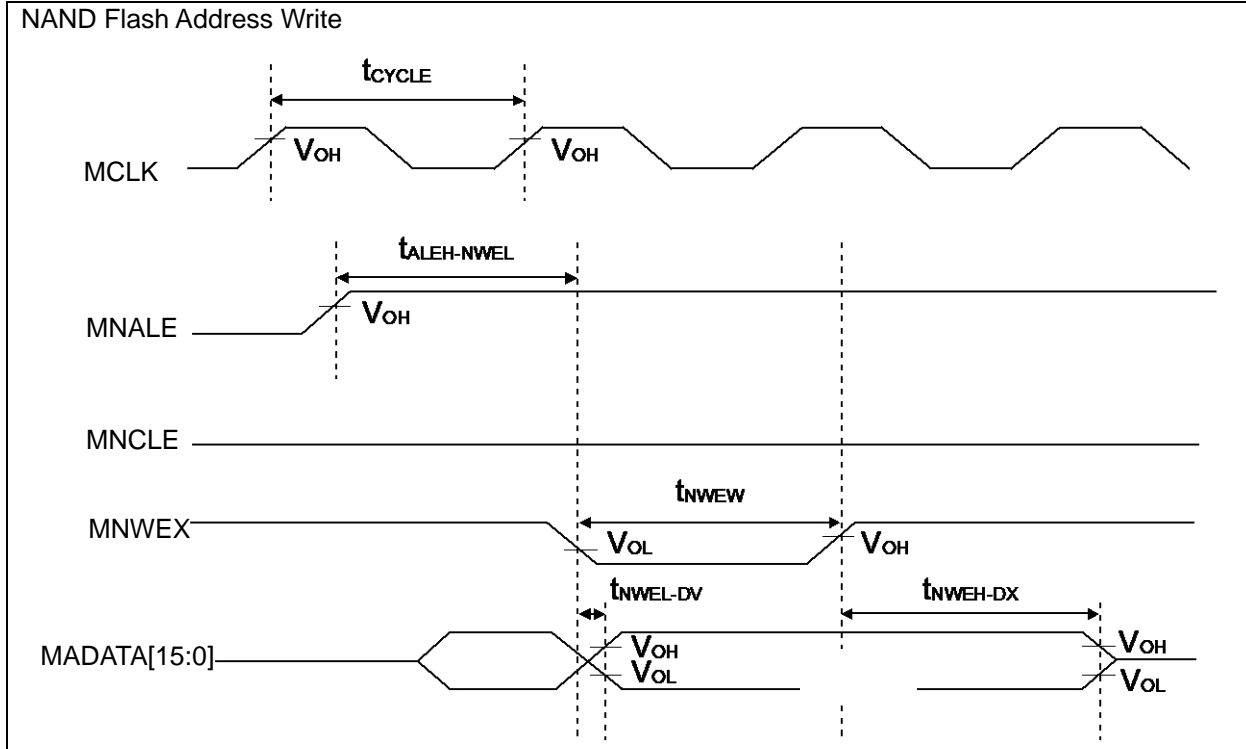 NAND Flash Address Write
tCYCLE
VOH
VOH
MCLK
tALEH-NWEL
VOH
MNALE
MNCLE
tNWEW
MNWEX
VOL
VOH
tNWEL-DV
tNWEH-DX
VOH
VOH
MADATA[15:0]
VOL
VOL